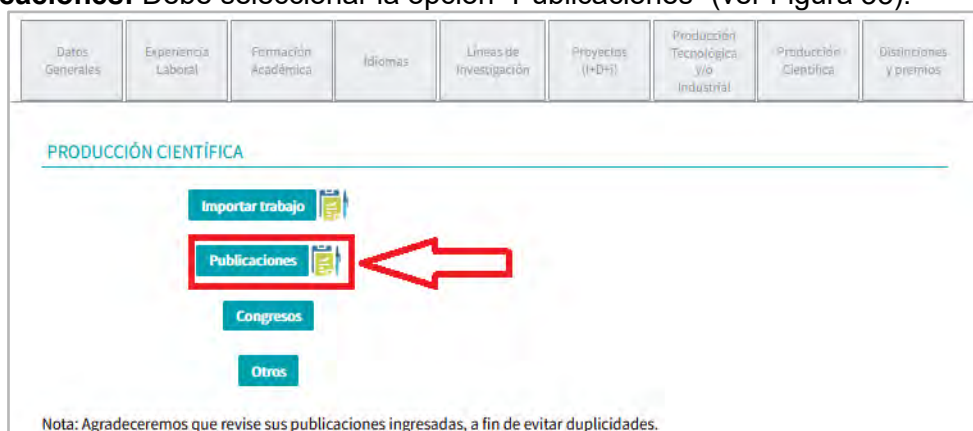 caciones: Debe seleccionar la opción "Publicaciones" (ver Figura
Datos Generales
Experiencia Laboral
Formación Académica
Idiomas
Líneas de Investigación
Proyectos (I+D+i)
Producción Tecnológica y/o Industrial
Producción Científica
Distinciones y premios
PRODUCCIÓN CIENTÍFICA
Importar trabajo
Publicaciones
Congresos
Otros
Nota: Agradeceremos que revise sus publicaciones ingresadas, a fin de evitar duplicidades.